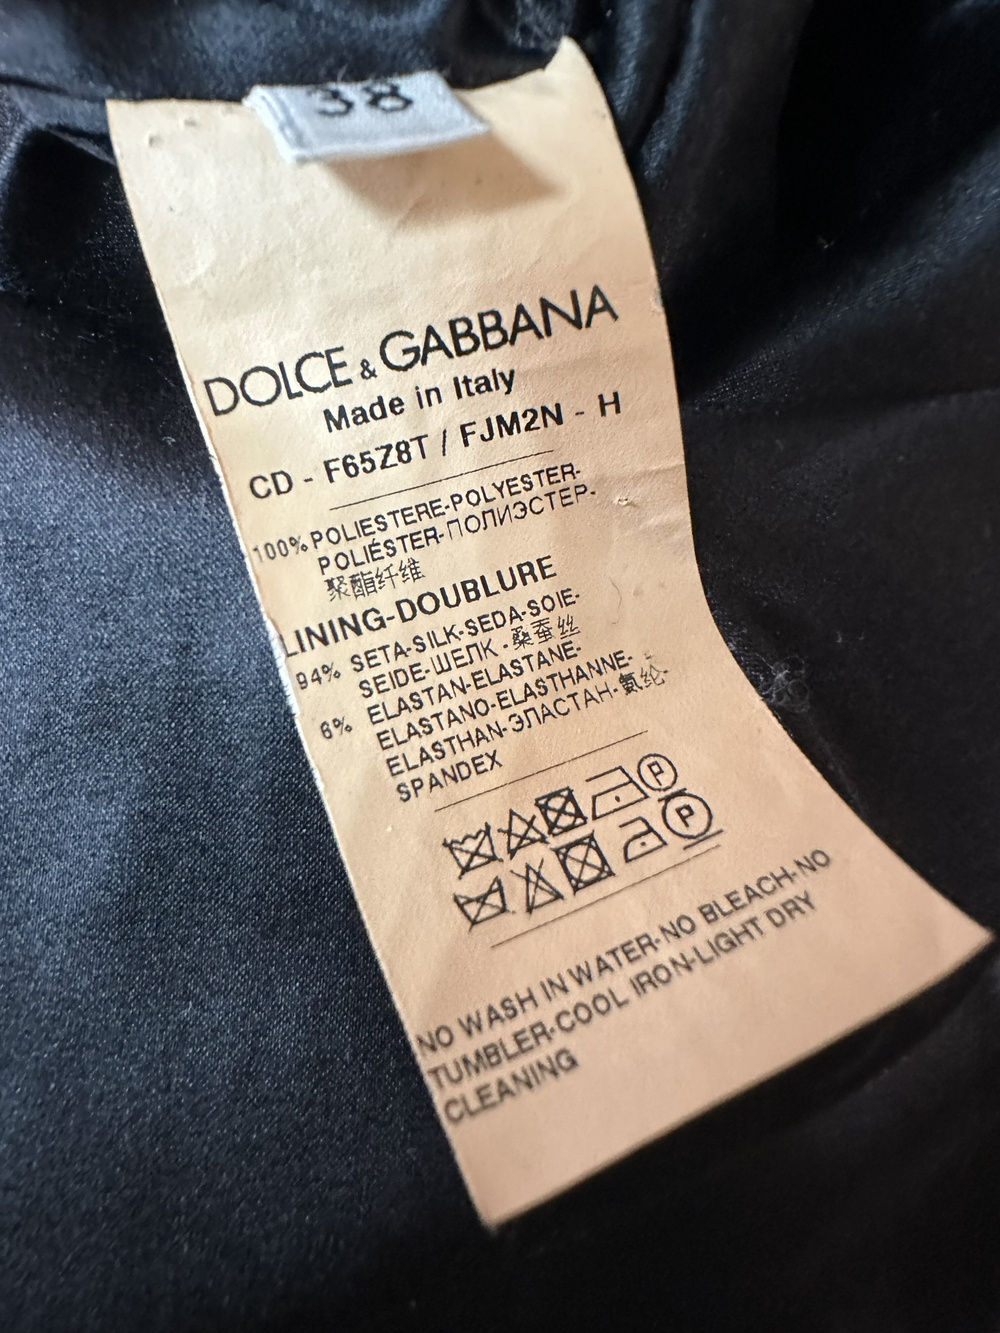 38
DOLCE & GABBANA
Made in Italy
CD - F65Z8T / FJM2N - H
100% POLIESTERE-POLYESTER-
POLIÉSTER-ПОЛИЭСТЕР-
聚酯纤维
LINING-DOUBLURE
94% SETA-SILK-SEDA-SOIE-
SEIDE-ШЕЛК-桑蚕丝
6% ELASTAN-ELASTANE-
ELASTANO-ELASTHANNE-
ELASTHAN-ЭЛАСТАН-氨纶-
SPANDEX
P
P
NO WASH IN WATER-NO BLEACH-NO
TUMBLER-COOL IRON-LIGHT DRY
CLEANING